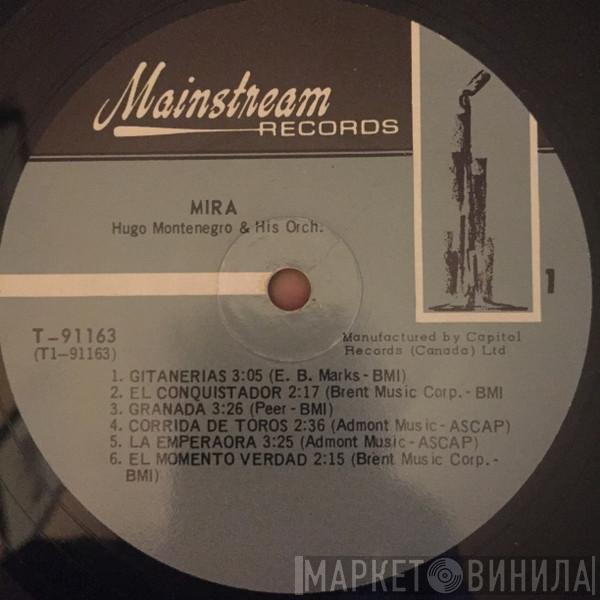 Mainstream
RECORDS
MIRA
Hugo Montenegro & His Orch.
1
T-91163
(T1-91163)
Manufactured by Capitol
Records (Canada) Ltd
1. GITANERIAS 3:05 (E. B. Marks - BMI)
2. EL CONQUISTADOR 2:17 (Brent Music Corp. - BMI
3. GRANADA 3:26 (Peer - BMI)
4. CORRIDA DE TOROS 2:36 (Admont Music - ASCAP)
5. LA EMPERAORA 3:25 (Admont Music - ASCAP)
6. EL MOMENTO VERDAD 2:15 (Brent Music Corp. -
BMI)
МАРКЕТ ВИНИЛА